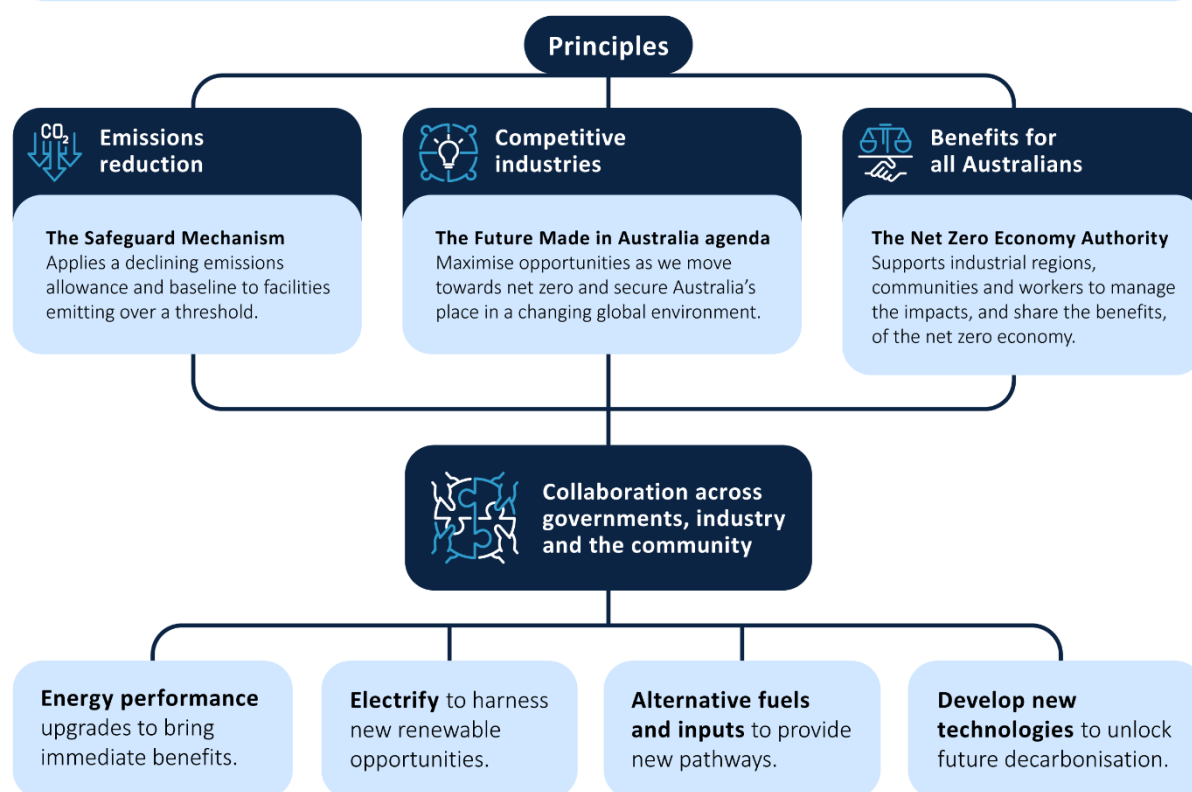 Principles
CO₂
Emissions
reduction
The Safeguard Mechanism
Applies a declining emissions
allowance and baseline to facilities
emitting over a threshold.
Competitive
industries
The Future Made in Australia agenda
Maximise opportunities as we move
towards net zero and secure Australia’s
place in a changing global environment.
Benefits for
all Australians
The Net Zero Economy Authority
Supports industrial regions,
communities and workers to manage
the impacts, and share the benefits,
of the net zero economy.
Collaboration across
governments, industry
and the community
Energy performance
upgrades to bring
immediate benefits.
Electrify to harness
new renewable
opportunities.
Alternative fuels
and inputs to provide
new pathways.
Develop new
technologies to unlock
future decarbonisation.